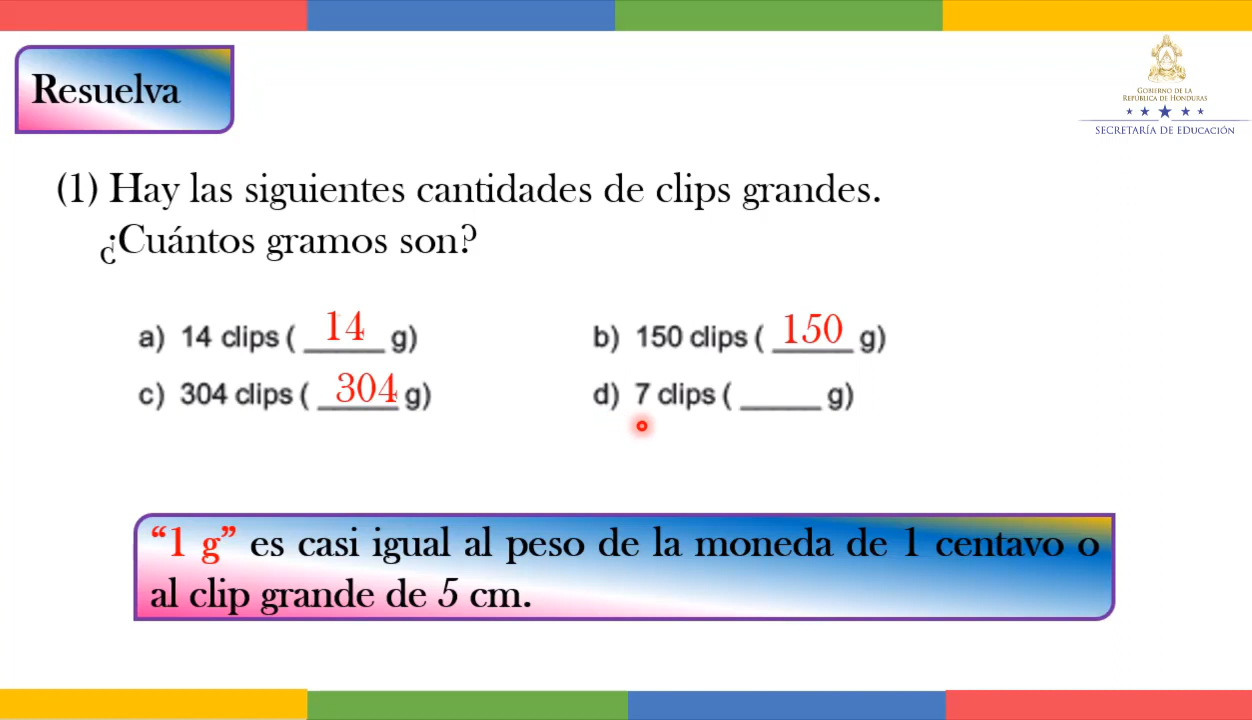 Resuelva
GOBIERNO DE LA
REPÚBLICA DE HONDURAS
SECRETARÍA DE EDUCACIÓN
(1) Hay las siguientes cantidades de clips grandes.
¿Cuántos gramos son?
a) 14 clips ( 14 g) b) 150 clips ( 150 g)
c) 304 clips ( 304 g) d) 7 clips ( ______ g)
“1 g” es casi igual al peso de la moneda de 1 centavo o
al clip grande de 5 cm.